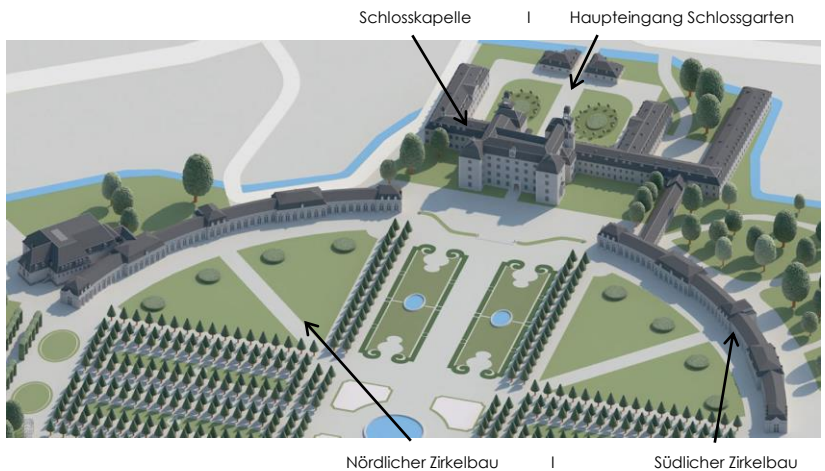 Schlosskapelle I Haupteingang Schlossgarten
Nördlicher Zirkelbau I Südlicher Zirkelbau